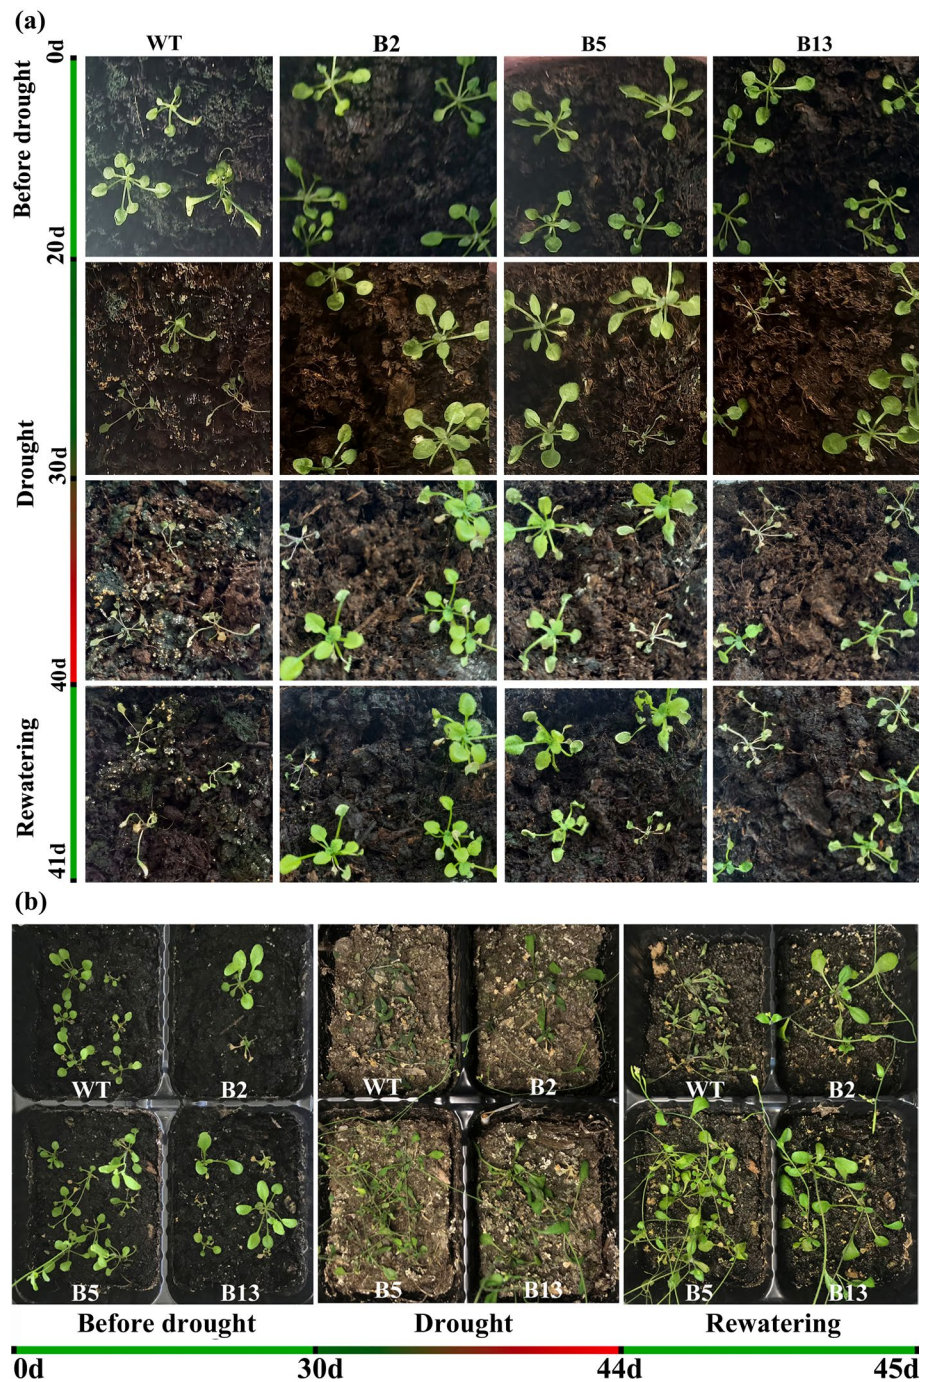 (a)
WT B2 B5 B13
0d
Before drought
20d
Drought
30d
40d
Rewatering
41d
(b)
WT B2
B5 B13
WT B2
B5 B13
WT B2
B5 B13
Before drought Drought Rewatering
0d 30d 44d 45d